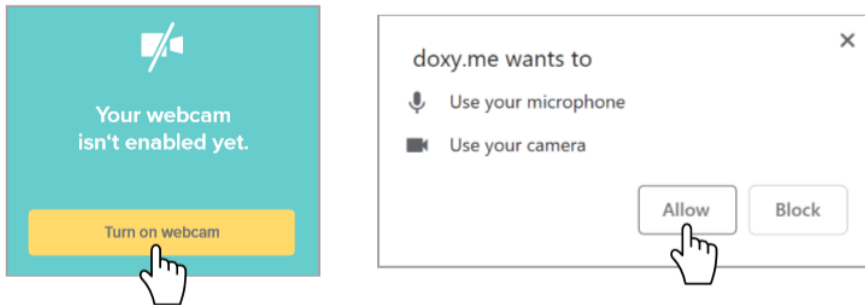 Your webcam
isn't enabled yet.
Turn on webcam
doxy.me wants to
Use your microphone
Use your camera
Allow
Block